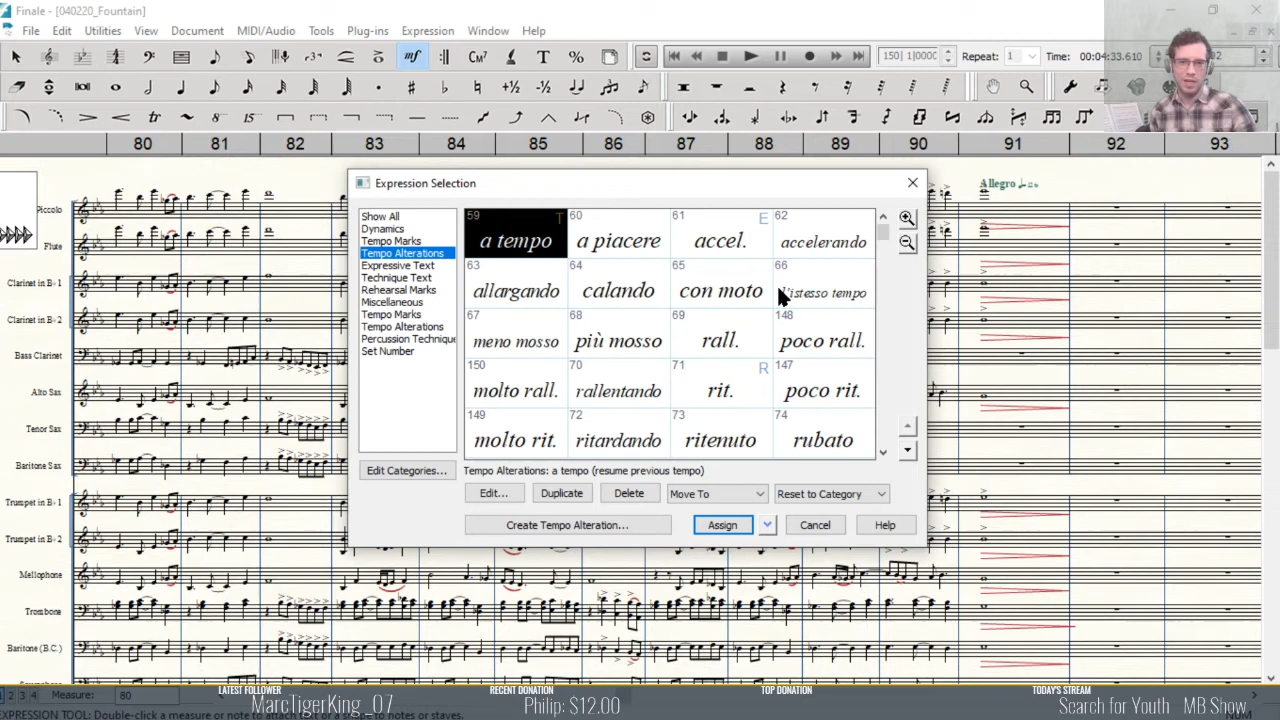 Finale - [040220_Fountain]
File Edit Utilities View Document MIDI/Audio Tools Plug-ins Expression Window Help
150| 1|0000 Repeat: 1 Time: 00:04:33.610
80 81 82 83 84 85 86 87 88 89 90 91 92 93
Allegro
Expression Selection
Show All
Dynamics
Tempo Marks
Tempo Alterations
Expressive Text
Technique Text
Rehearsal Marks
Miscellaneous
Tempo Marks
Tempo Alterations
Percussion Technique
Set Number
59 T 60 61 E 62
a tempo a piacere accel. accelerando
63 64 65 66
allargando calando con moto l'istesso tempo
67 68 69 148
meno mosso più mosso rall. poco rall.
150 70 71 R 147
molto rall. rallentando rit. poco rit.
149 72 73 74
molto rit. ritardando ritenuto rubato
Edit Categories...
Tempo Alterations: a tempo (resume previous tempo)
Edit... Duplicate Delete Move To Reset to Category
Create Tempo Alteration... Assign Cancel Help
Piccolo
Flute
Clarinet in B♭ 1
Clarinet in B♭ 2
Bass Clarinet
Alto Sax
Tenor Sax
Baritone Sax
Trumpet in B♭ 1
Trumpet in B♭ 2
Mellophone
Trombone
Baritone (B.C.)
1 2 3 4 Measure: 80
EXPRESSION TOOL: Double-click a measure or note to attach
NUM
LATEST FOLLOWER
MarcTigerKing_07
RECENT DONATION
Philip: $12.00
TOP DONATION
TODAY'S STREAM
Search for Youth MB Show